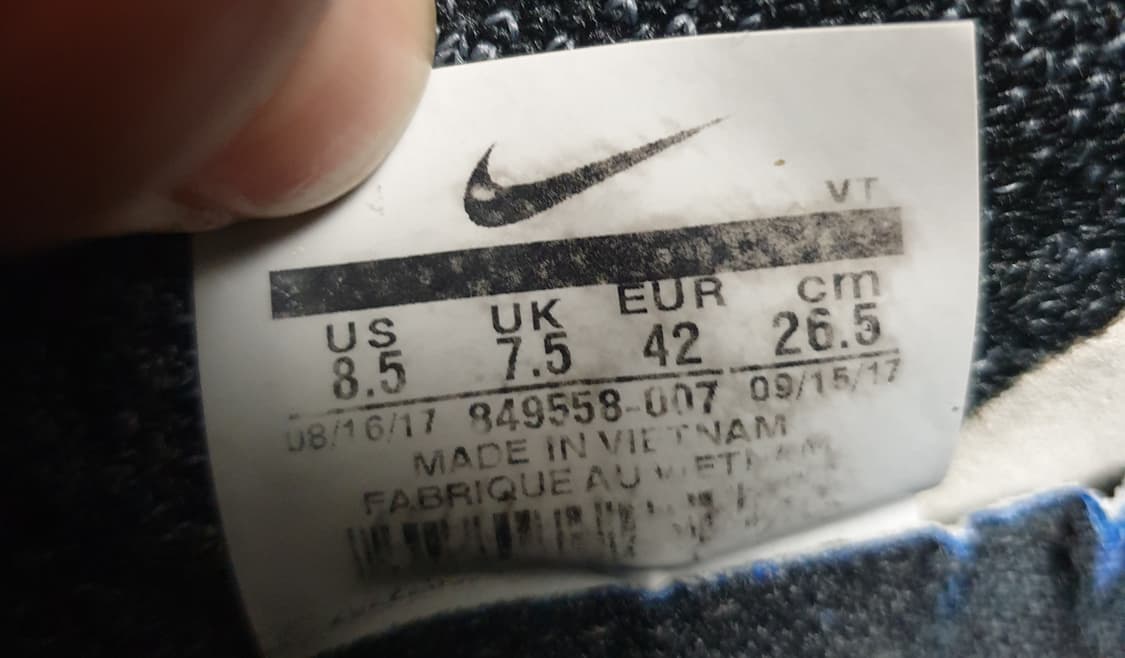 VT
US UK EUR cm
8.5 7.5 42 26.5
08/16/17 849558-007 09/15/17
MADE IN VIETNAM
FABRIQUE AU VIETNAM